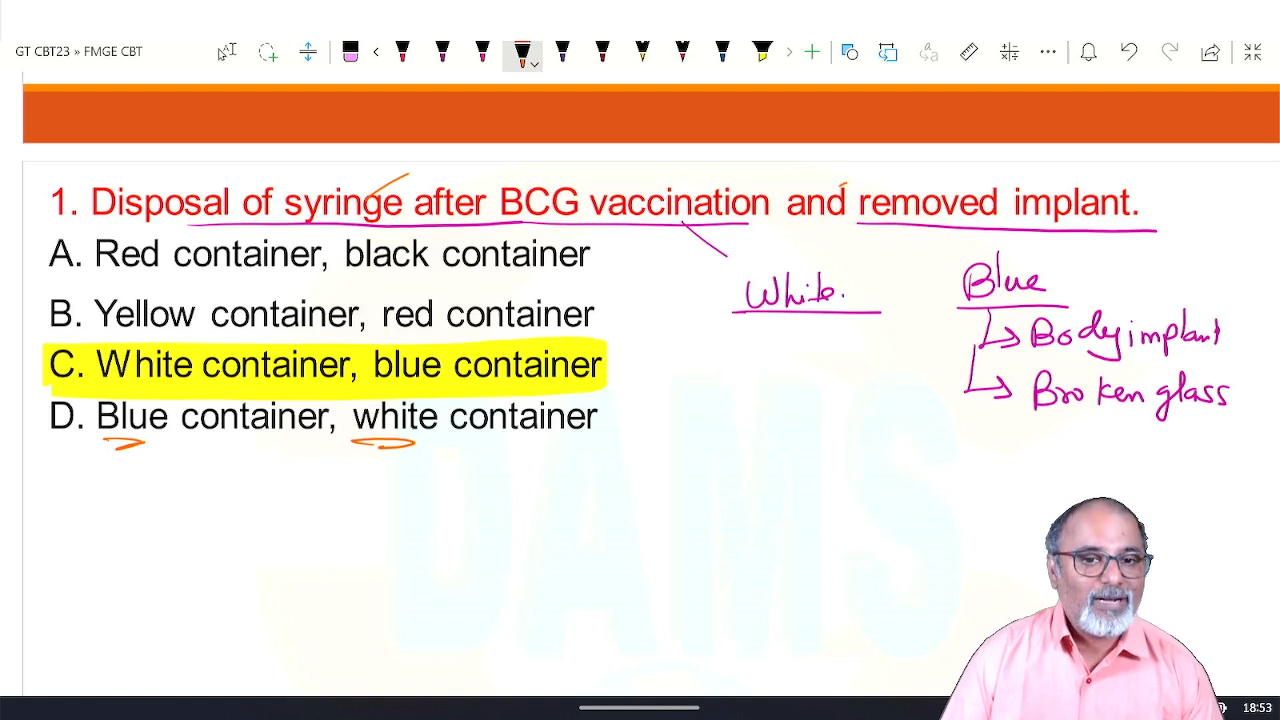 GT CBT23 » FMGE CBT
1. Disposal of syringe after BCG vaccination and removed implant.
A. Red container, black container
B. Yellow container, red container
C. White container, blue container
D. Blue container, white container
White.
Blue
Body implant
Broken glass
DAMS
18:53